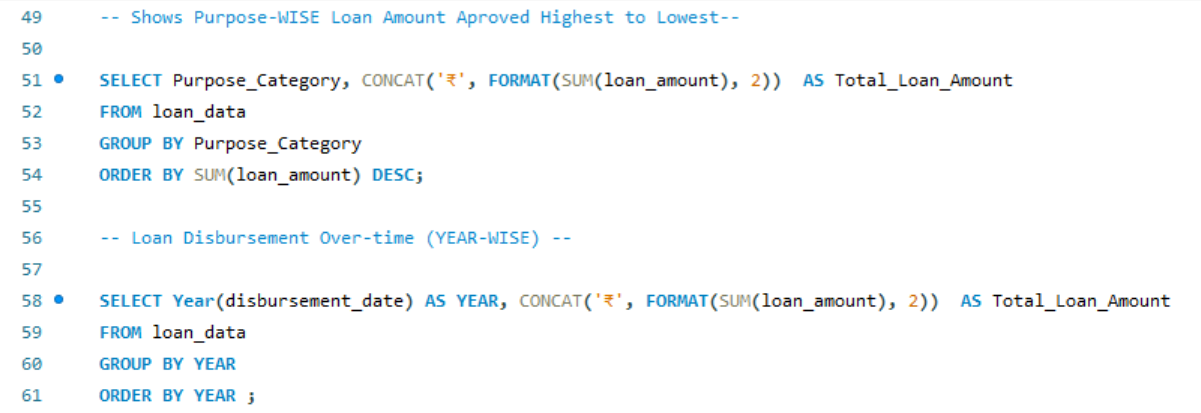 49 -- Shows Purpose-WISE Loan Amount Aproved Highest to Lowest--
50
51 SELECT Purpose_Category, CONCAT('₹', FORMAT(SUM(loan_amount), 2))  AS Total_Loan_Amount
52 FROM loan_data
53 GROUP BY Purpose_Category
54 ORDER BY SUM(loan_amount) DESC;
55
56 -- Loan Disbursement Over-time (YEAR-WISE) --
57
58 SELECT Year(disbursement_date) AS YEAR, CONCAT('₹', FORMAT(SUM(loan_amount), 2))  AS Total_Loan_Amount
59 FROM loan_data
60 GROUP BY YEAR
61 ORDER BY YEAR ;